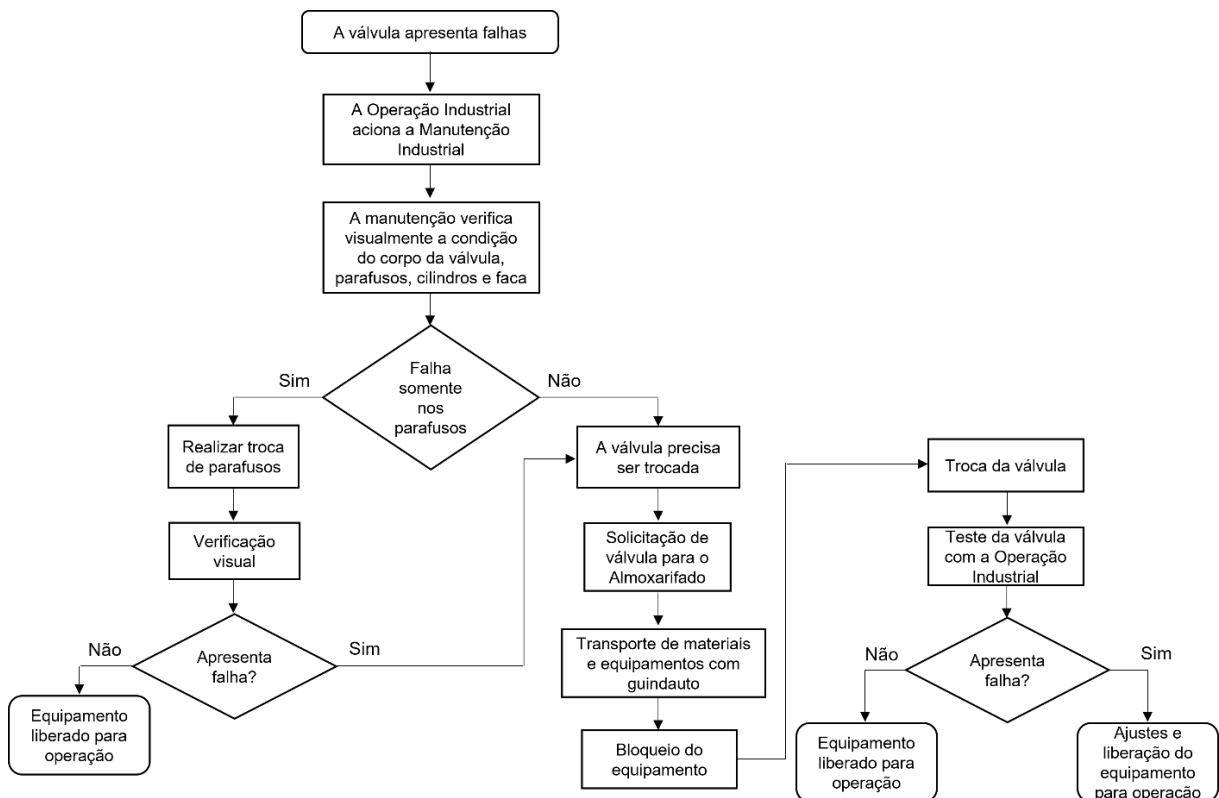 A válvula apresenta falhas
A Operação Industrial
aciona a Manutenção
Industrial
A manutenção verifica
visualmente a condição
do corpo da válvula,
parafusos, cilindros e faca
Falha
somente
nos
parafusos
Sim
Não
Realizar troca
de parafusos
Verificação
visual
Apresenta
falha?
Não
Sim
Equipamento
liberado para
operação
A válvula precisa
ser trocada
Solicitação de
válvula para o
Almoxarifado
Transporte de materiais
e equipamentos com
guindauto
Bloqueio do
equipamento
Troca da válvula
Teste da válvula
com a Operação
Industrial
Apresenta
falha?
Não
Sim
Equipamento
liberado para
operação
Ajustes e
liberação do
equipamento
para operação